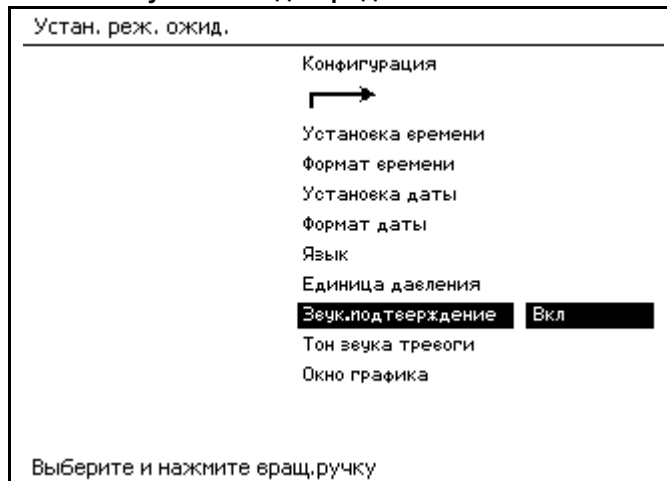 Устан. реж. ожид.
Конфигурация
Установка времени
Формат времени
Установка даты
Формат даты
Язык
Единица давления
Звук.подтверждение Вкл
Тон звука тревоги
Окно графика
Выберите и нажмите вращ.ручку